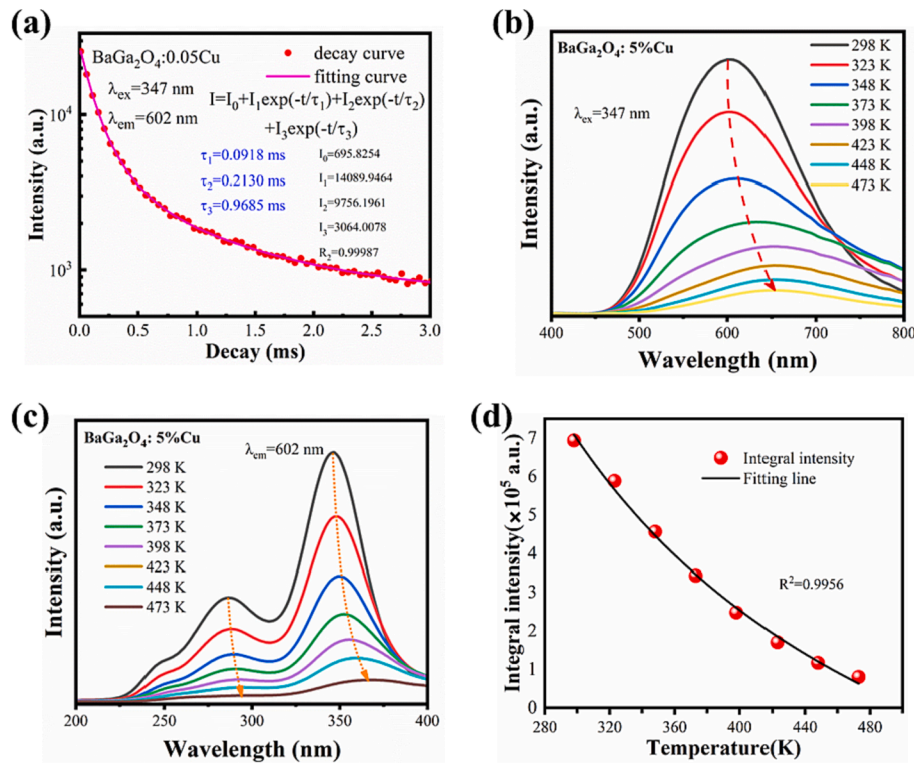 (a)
BaGa₂O₄:0.05Cu
λex=347 nm
λem=602 nm
decay curve
fitting curve
I=I₀+I₁exp(-t/τ₁)+I₂exp(-t/τ₂)
+I₃exp(-t/τ₃)
τ₁=0.0918 ms
τ₂=0.2130 ms
τ₃=0.9685 ms
I₀=695.8254
I₁=14089.9464
I₂=9756.1961
I₃=3064.0078
R₂=0.99987
Intensity (a.u.)
10⁴
10³
0.0 0.5 1.0 1.5 2.0 2.5 3.0
Decay (ms)
(b)
BaGa₂O₄: 5%Cu
λex=347 nm
298 K
323 K
348 K
373 K
398 K
423 K
448 K
473 K
Intensity (a.u.)
400 500 600 700 800
Wavelength (nm)
(c)
BaGa₂O₄: 5%Cu
λem=602 nm
298 K
323 K
348 K
373 K
398 K
423 K
448 K
473 K
Intensity (a.u.)
200 250 300 350 400
Wavelength (nm)
(d)
Integral intensity
Fitting line
R²=0.9956
Integral intensity(×10⁵ a.u.)
7
6
5
4
3
2
1
0
280 320 360 400 440 480
Temperature(K)